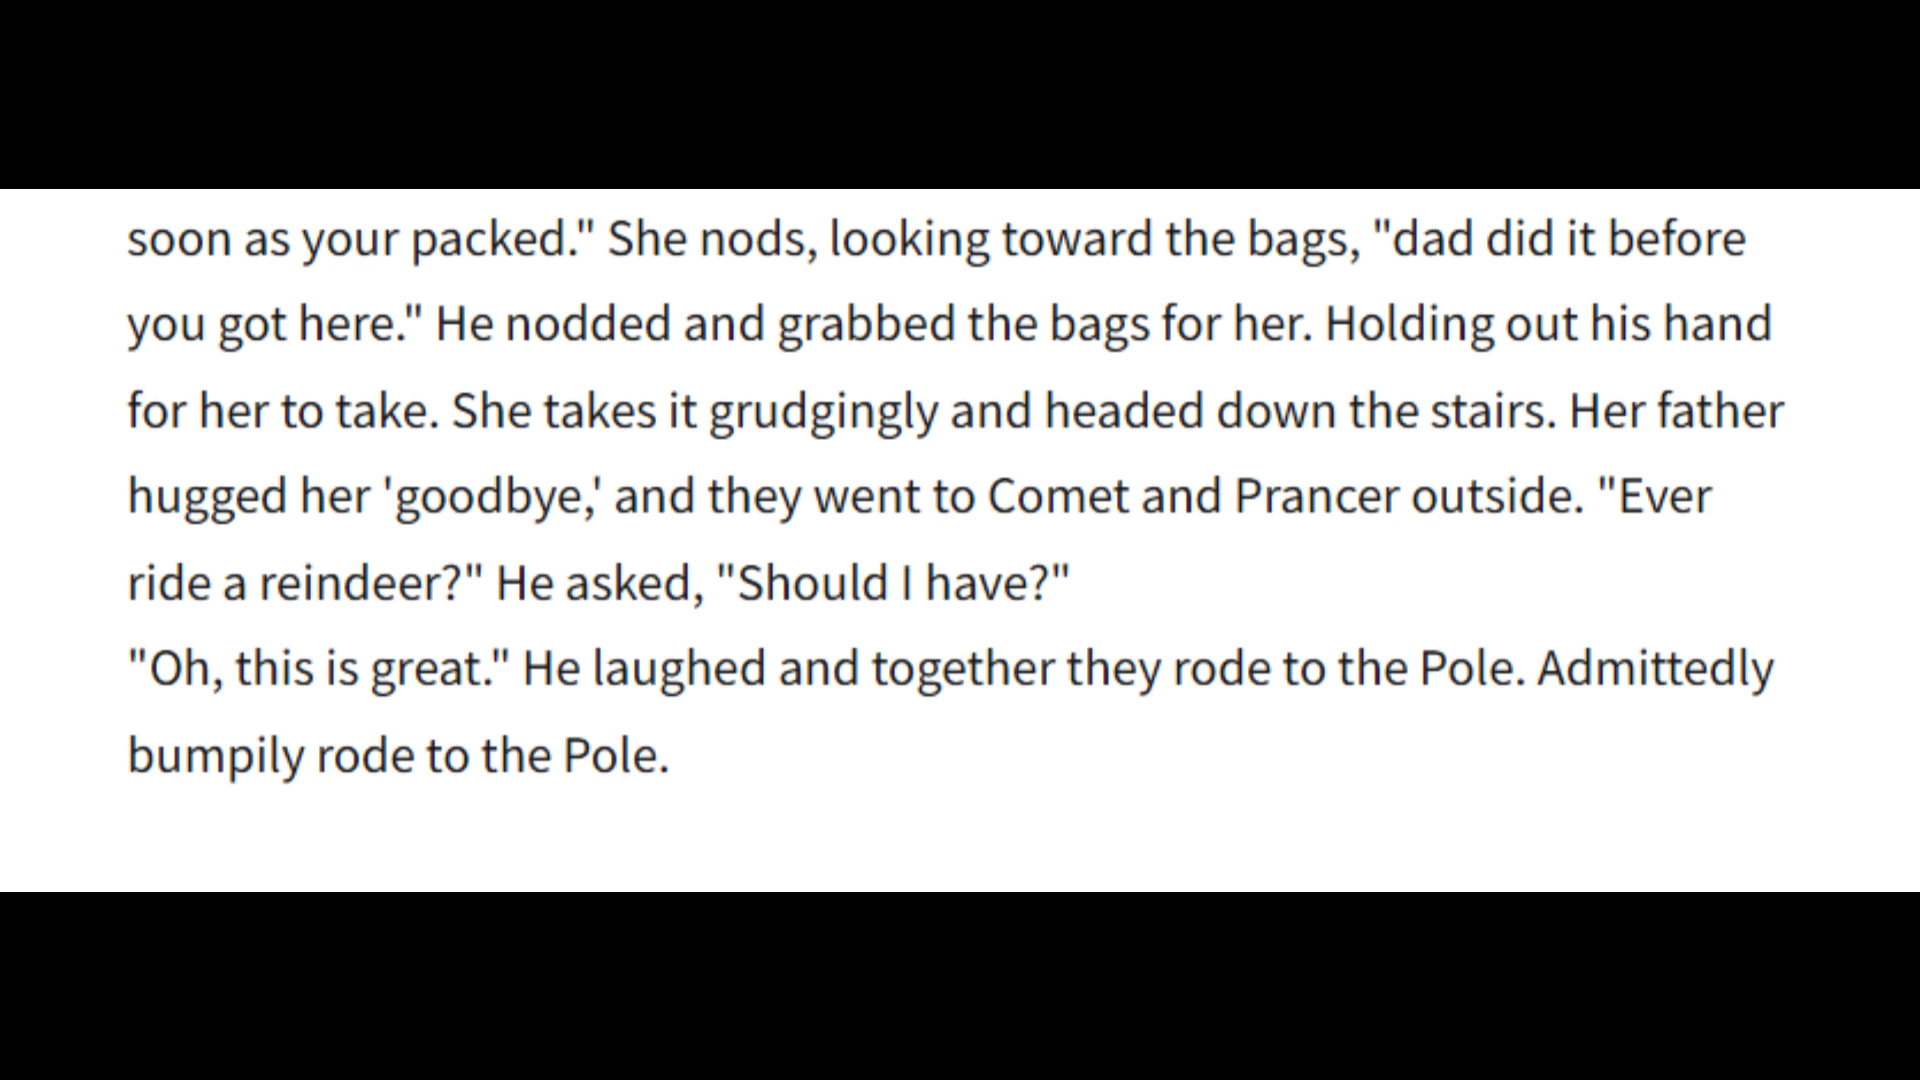 soon as your packed." She nods, looking toward the bags, "dad did it before
you got here." He nodded and grabbed the bags for her. Holding out his hand
for her to take. She takes it grudgingly and headed down the stairs. Her father
hugged her 'goodbye,' and they went to Comet and Prancer outside. "Ever
ride a reindeer?" He asked, "Should I have?"
"Oh, this is great." He laughed and together they rode to the Pole. Admittedly
bumpily rode to the Pole.